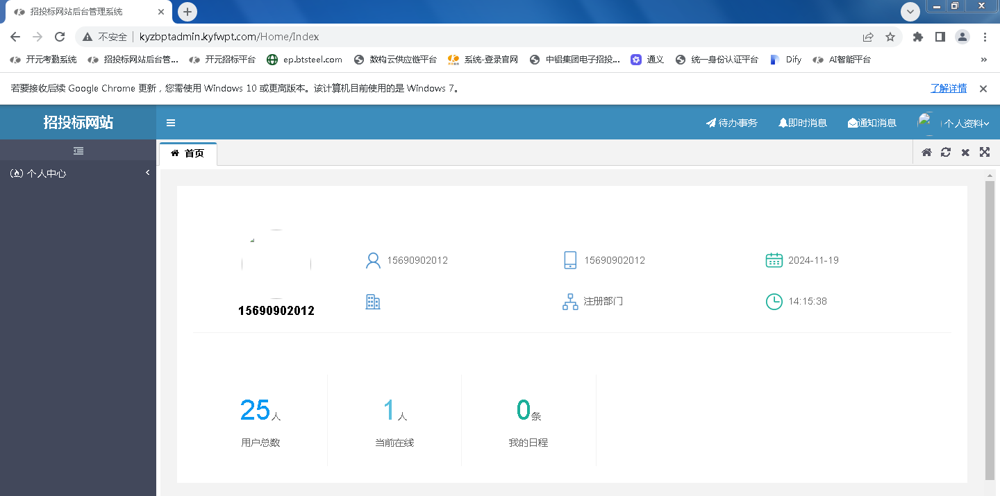 招投标网站后台管理系统
不安全 kyzbptadmin.kyfwpt.com/Home/Index
开元考勤系统 招投标网站后台管... 开元招标平台 ep.btsteel.com 数构云供应链平台 系统-登录官网 中铝集团电子招投... 通义 统一身份认证平台 Dify AI智能平台 »
若要接收后续 Google Chrome 更新，您需使用 Windows 10 或更高版本。该计算机目前使用的是 Windows 7。 了解详情
招投标网站 待办事务 即时消息 通知消息 个人资料
首页
个人中心
15690902012 15690902012 2024-11-19
注册部门 14:15:38
15690902012
25人 1人 0条
用户总数 当前在线 我的日程